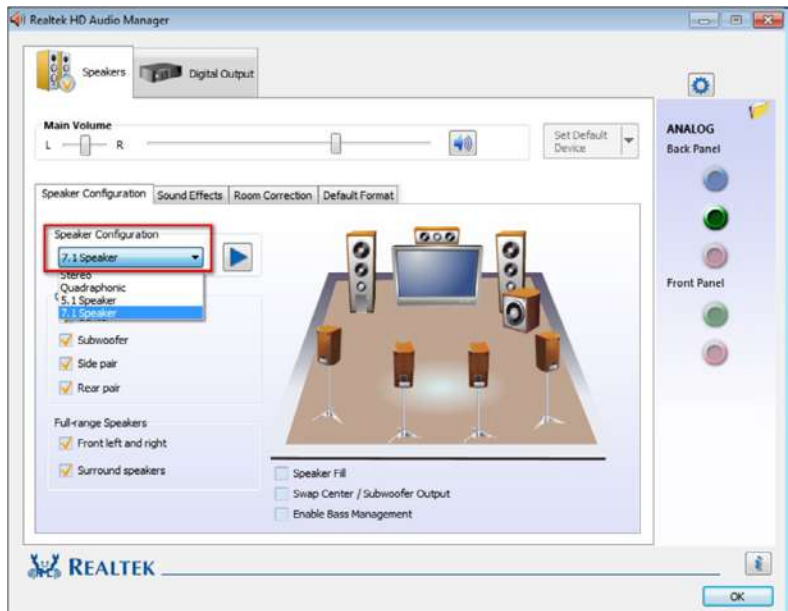 Realtek HD Audio Manager
Speakers
Digital Output
Main Volume
L R
Set Default
Device
ANALOG
Back Panel
Speaker Configuration Sound Effects Room Correction Default Format
Speaker Configuration
7.1 Speaker
Stereo
Quadraphonic
5.1 Speaker
7.1 Speaker
Subwoofer
Side pair
Rear pair
Full-range Speakers
Front left and right
Surround speakers
Speaker Fill
Swap Center / Subwoofer Output
Enable Bass Management
Front Panel
REALTEK
OK